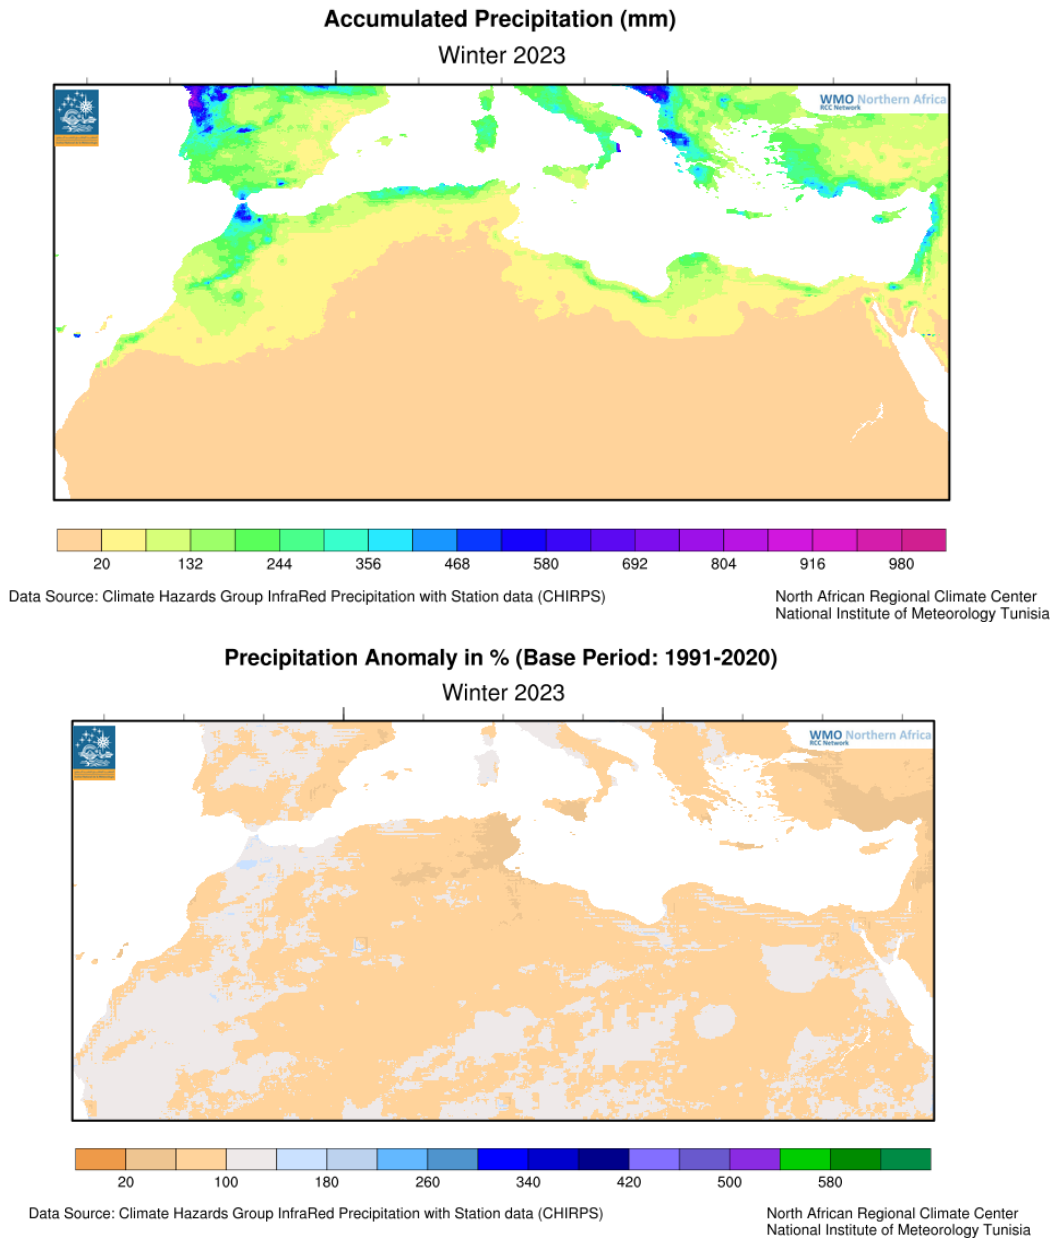 Accumulated Precipitation (mm)
Winter 2023
WMO Northern Africa
RCC Network
20 132 244 356 468 580 692 804 916 980
Data Source: Climate Hazards Group InfraRed Precipitation with Station data (CHIRPS)
North African Regional Climate Center
National Institute of Meteorology Tunisia
Precipitation Anomaly in % (Base Period: 1991-2020)
Winter 2023
WMO Northern Africa
RCC Network
20 100 180 260 340 420 500 580
Data Source: Climate Hazards Group InfraRed Precipitation with Station data (CHIRPS)
North African Regional Climate Center
National Institute of Meteorology Tunisia